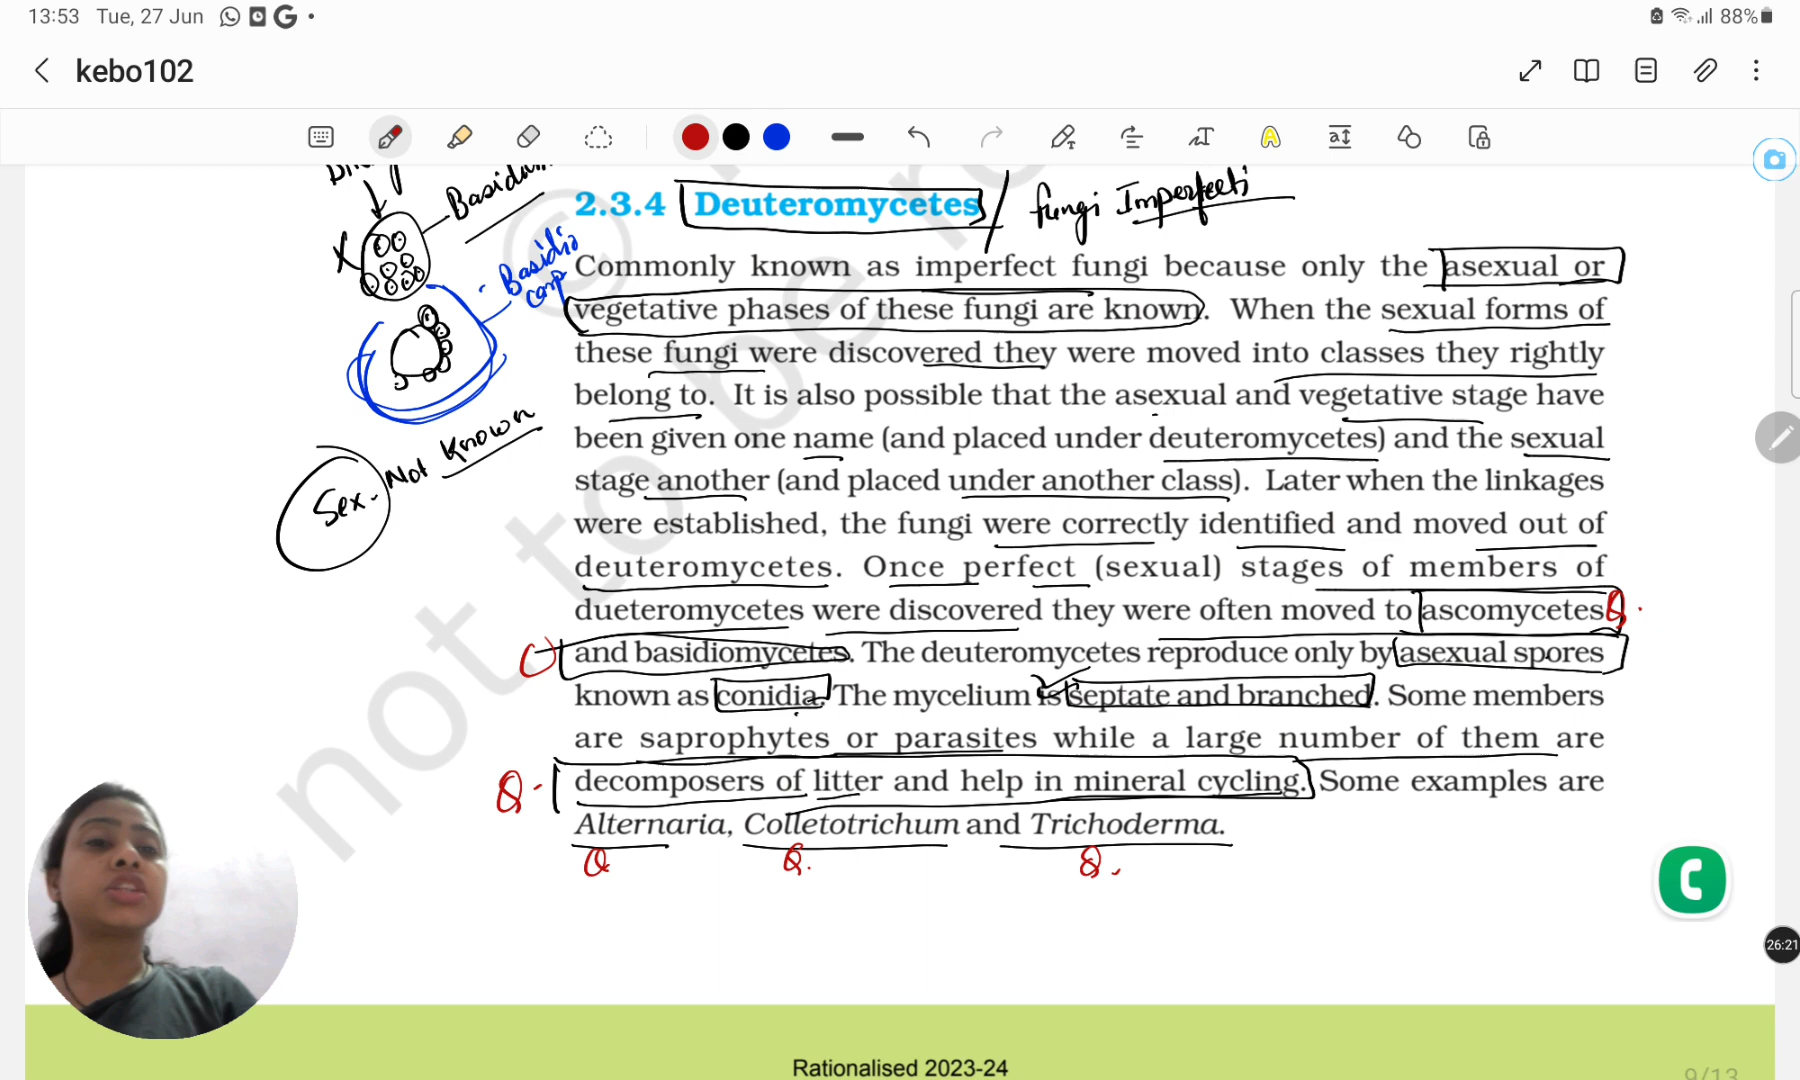 13:53 Tue, 27 Jun
88%
kebo102
Basidium
Basidio
carp
Sex. Not Known
2.3.4 Deuteromycetes / fungi Imperfecti
Commonly known as imperfect fungi because only the asexual or
vegetative phases of these fungi are known. When the sexual forms of
these fungi were discovered they were moved into classes they rightly
belong to. It is also possible that the asexual and vegetative stage have
been given one name (and placed under deuteromycetes) and the sexual
stage another (and placed under another class). Later when the linkages
were established, the fungi were correctly identified and moved out of
deuteromycetes. Once perfect (sexual) stages of members of
dueteromycetes were discovered they were often moved to ascomycetes Q.
and basidiomycetes. The deuteromycetes reproduce only by asexual spores
known as conidia. The mycelium is septate and branched. Some members
are saprophytes or parasites while a large number of them are
Q. decomposers of litter and help in mineral cycling. Some examples are
Alternaria, Colletotrichum and Trichoderma.
Q Q. Q.
not to be re
26:21
Rationalised 2023-24
9/13